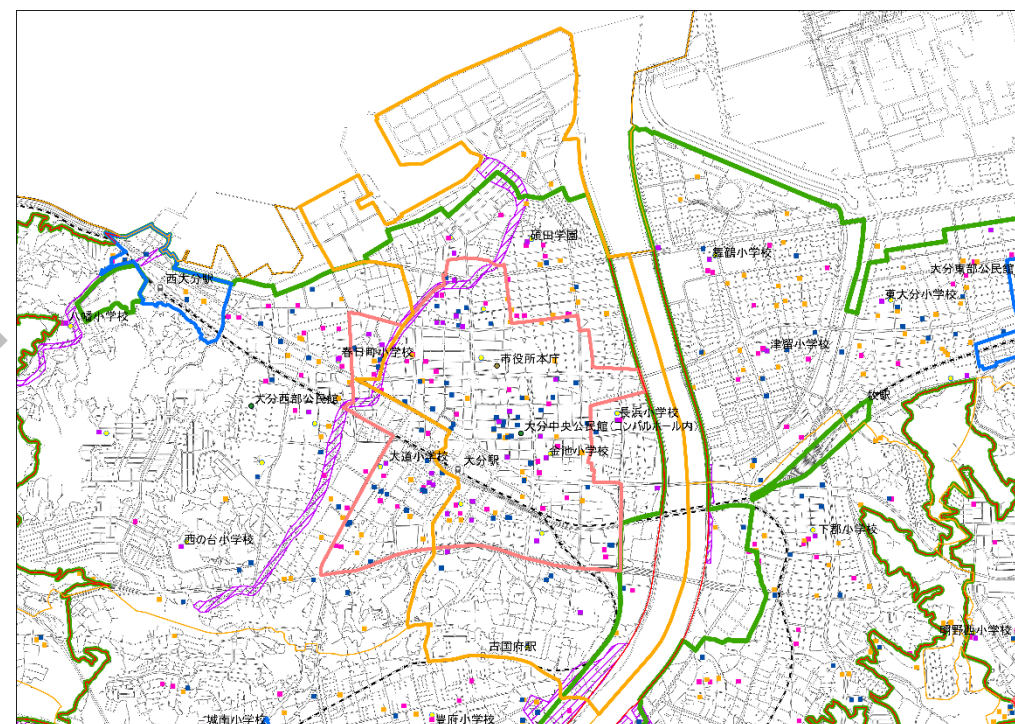 碩田学園
舞鶴小学校
大分東部公民館
西大分駅
東大分小学校
八幡小学校
津留小学校
春日町小学校
市役所本庁
牧駅
大分西部公民館
長浜小学校
大分中央公民館(コンパルホール内)
金池小学校
大道小学校
大分駅
下郡小学校
西の台小学校
明野西小学校
古国府駅
城南小学校
豊府小学校